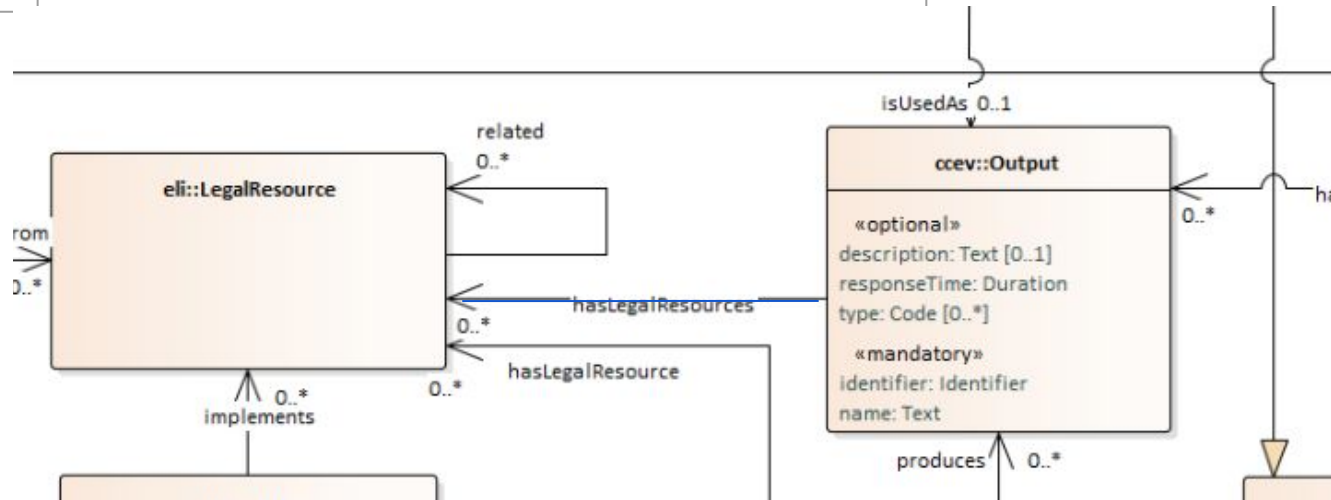 isUsedAs 0..1
related
0..*
eli::LegalResource
ccev::Output
0..*
rom
0..*
«optional»
description: Text [0..1]
responseTime: Duration
type: Code [0..*]
hasLegalResources
0..*
«mandatory»
identifier: Identifier
name: Text
hasLegalResource
0..*
0..*
implements
produces 0..*